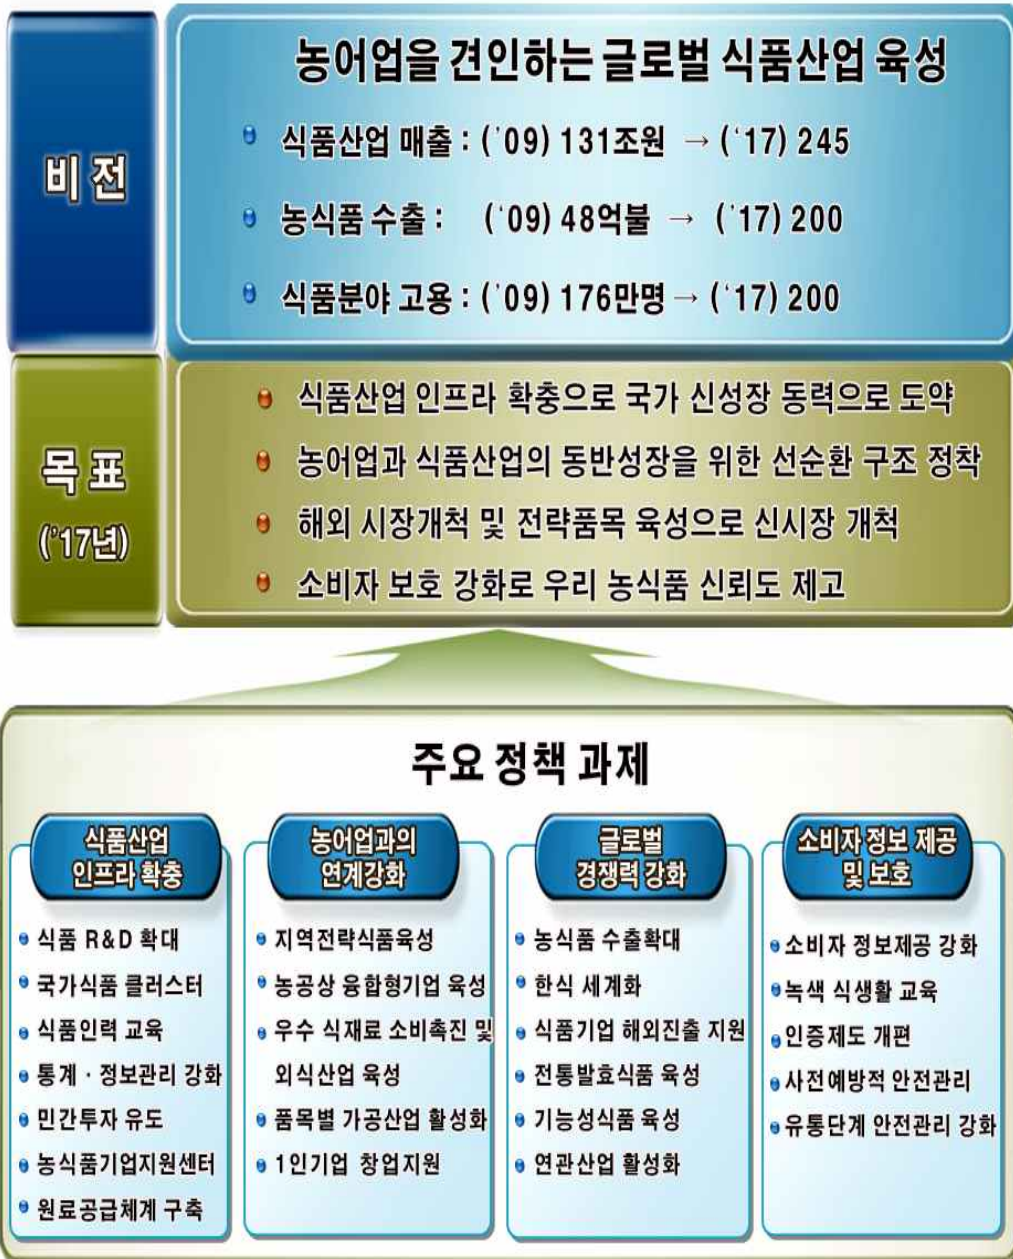 비전
농어업을 견인하는 글로벌 식품산업 육성
식품산업 매출 : ('09) 131조원 → ('17) 245
농식품 수출 : ('09) 48억불 → ('17) 200
식품분야 고용 : ('09) 176만명 → ('17) 200
목표
('17년)
식품산업 인프라 확충으로 국가 신성장 동력으로 도약
농어업과 식품산업의 동반성장을 위한 선순환 구조 정착
해외 시장개척 및 전략품목 육성으로 신시장 개척
소비자 보호 강화로 우리 농식품 신뢰도 제고
주요 정책 과제
식품산업
인프라 확충
식품 R&D 확대
국가식품 클러스터
식품인력 교육
통계 · 정보관리 강화
민간투자 유도
농식품기업지원센터
원료공급체계 구축
농어업과의
연계강화
지역전략식품육성
농공상 융합형기업 육성
우수 식재료 소비촉진 및
외식산업 육성
품목별 가공산업 활성화
1인기업 창업지원
글로벌
경쟁력 강화
농식품 수출확대
한식 세계화
식품기업 해외진출 지원
전통발효식품 육성
기능성식품 육성
연관산업 활성화
소비자 정보 제공
및 보호
소비자 정보제공 강화
녹색 식생활 교육
인증제도 개편
사전예방적 안전관리
유통단계 안전관리 강화